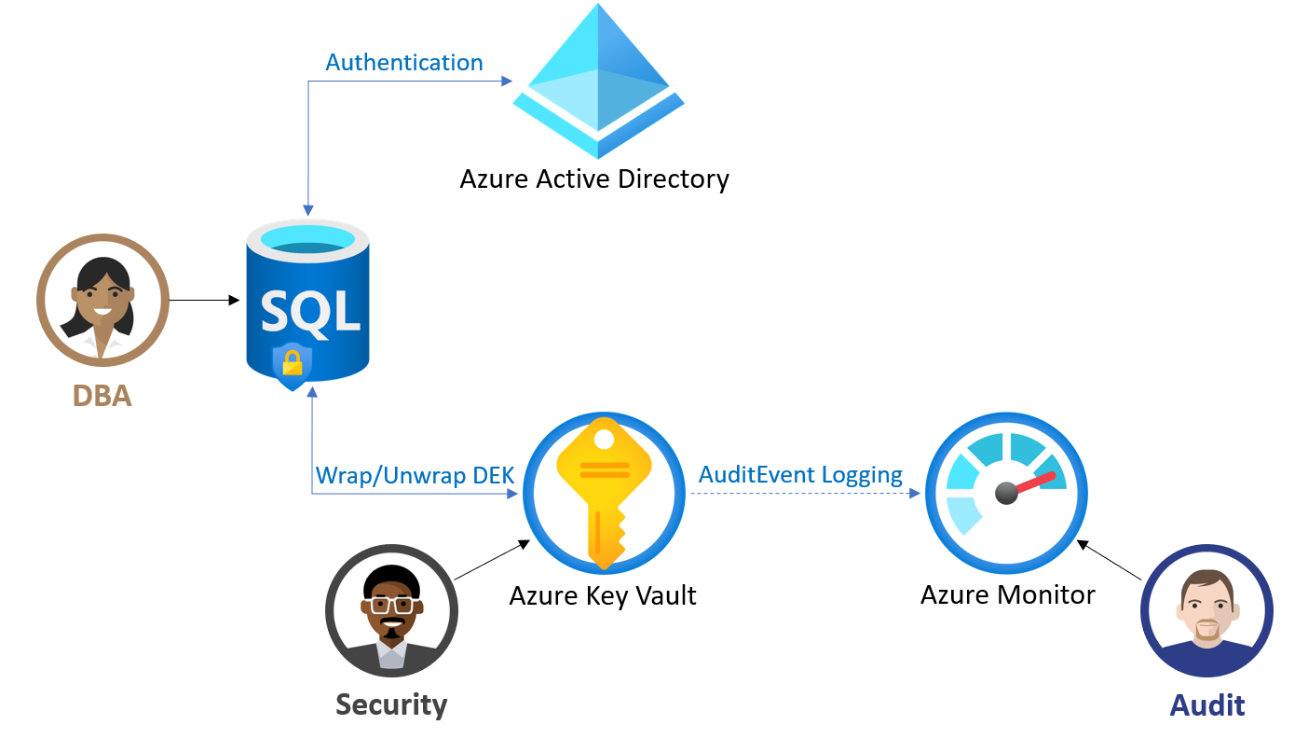 Authentication
Azure Active Directory
SQL
DBA
Wrap/Unwrap DEK
AuditEvent Logging
Azure Key Vault
Azure Monitor
Security
Audit